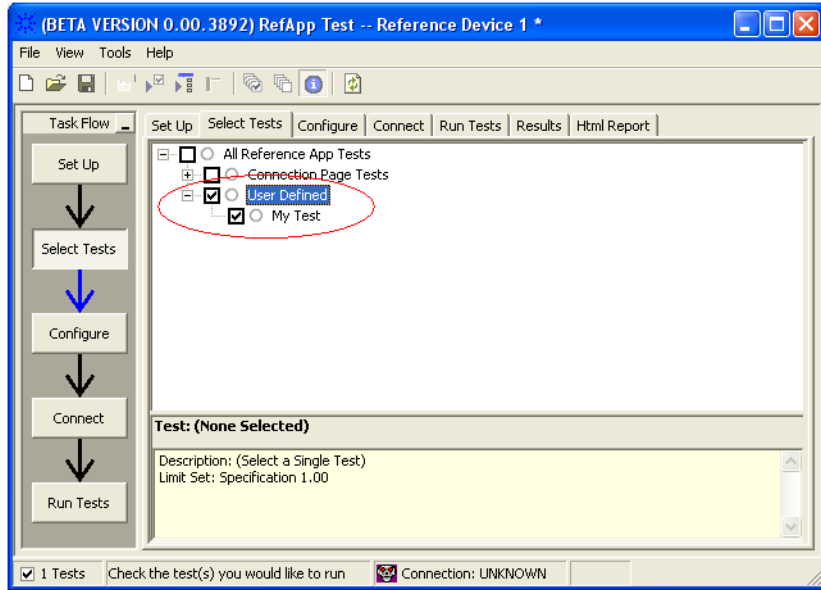 (BETA VERSION 0.00.3892) RefApp Test -- Reference Device 1 *
File View Tools Help
Task Flow
Set Up
Select Tests
Configure
Connect
Run Tests
Set Up Select Tests Configure Connect Run Tests Results Html Report
All Reference App Tests
Connection Page Tests
User Defined
My Test
Test: (None Selected)
Description: (Select a Single Test)
Limit Set: Specification 1.00
1 Tests Check the test(s) you would like to run Connection: UNKNOWN